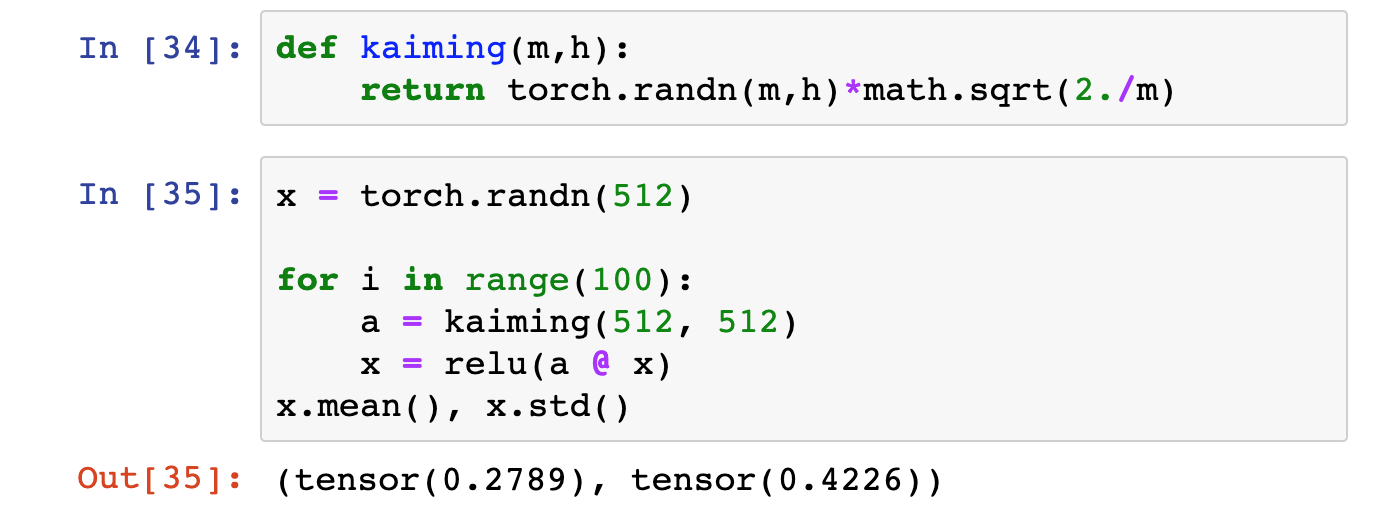 In [34]: def kaiming(m,h):
    return torch.randn(m,h)*math.sqrt(2./m)
In [35]: x = torch.randn(512)

for i in range(100):
    a = kaiming(512, 512)
    x = relu(a @ x)
x.mean(), x.std()
Out[35]: (tensor(0.2789), tensor(0.4226))